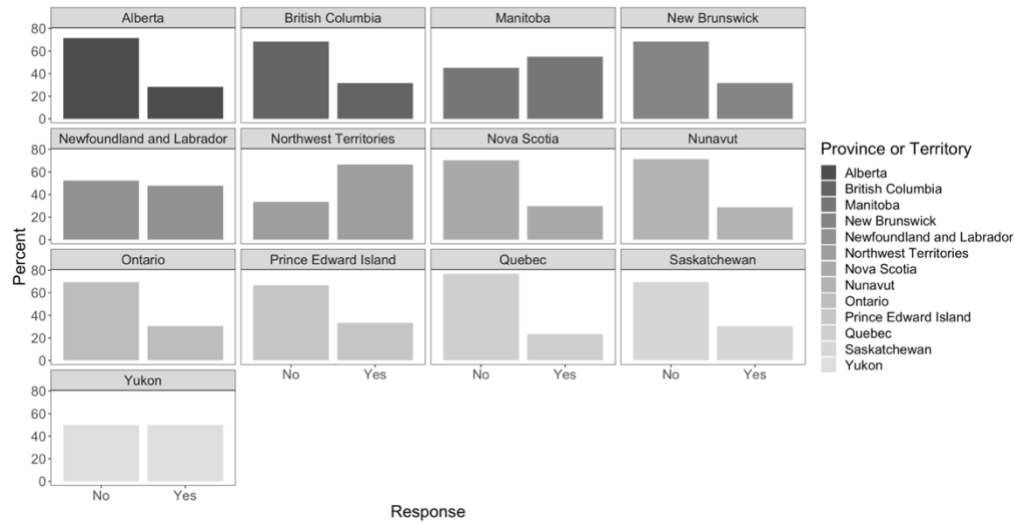 Alberta British Columbia Manitoba New Brunswick
80
60
40
20
0
Newfoundland and Labrador Northwest Territories Nova Scotia Nunavut
80
60
40
20
0
Percent
Ontario Prince Edward Island Quebec Saskatchewan
80
60
40
20
0
No Yes No Yes No Yes
Yukon
80
60
40
20
0
No Yes
Response
Province or Territory
Alberta
British Columbia
Manitoba
New Brunswick
Newfoundland and Labrador
Northwest Territories
Nova Scotia
Nunavut
Ontario
Prince Edward Island
Quebec
Saskatchewan
Yukon